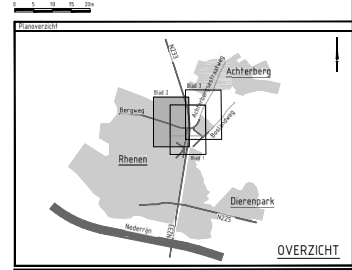 0 5 10 15 20m
Planoverzicht
N233
Achterbergsestraatweg
Achterberg
Blad 3
Blad 2
Bergweg
Boslandweg
Blad 1
Rhenen
Dierenpark
N225
Nederrijn
N233
OVERZICHT